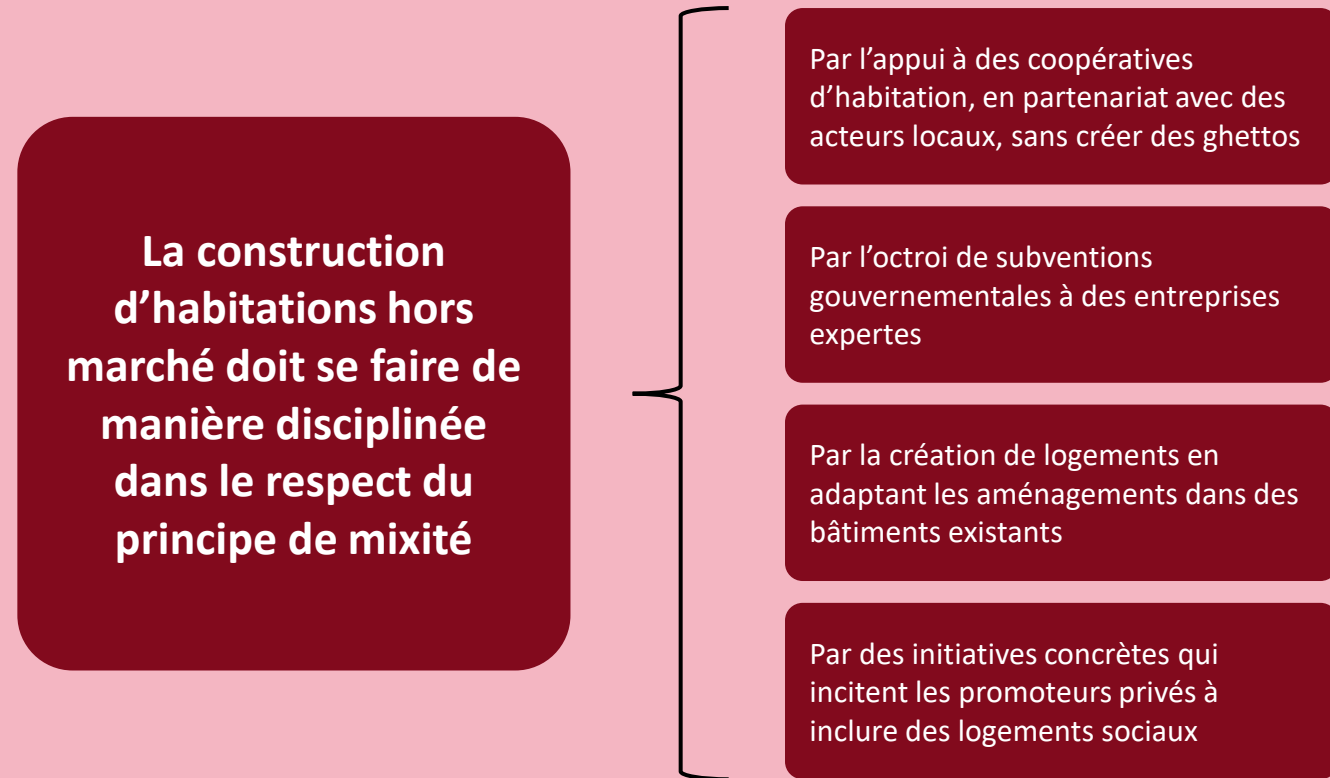 La construction
d’habitations hors
marché doit se faire de
manière disciplinée
dans le respect du
principe de mixité
Par l’appui à des coopératives
d’habitation, en partenariat avec des
acteurs locaux, sans créer des ghettos
Par l’octroi de subventions
gouvernementales à des entreprises
expertes
Par la création de logements en
adaptant les aménagements dans des
bâtiments existants
Par des initiatives concrètes qui
incitent les promoteurs privés à
inclure des logements sociaux